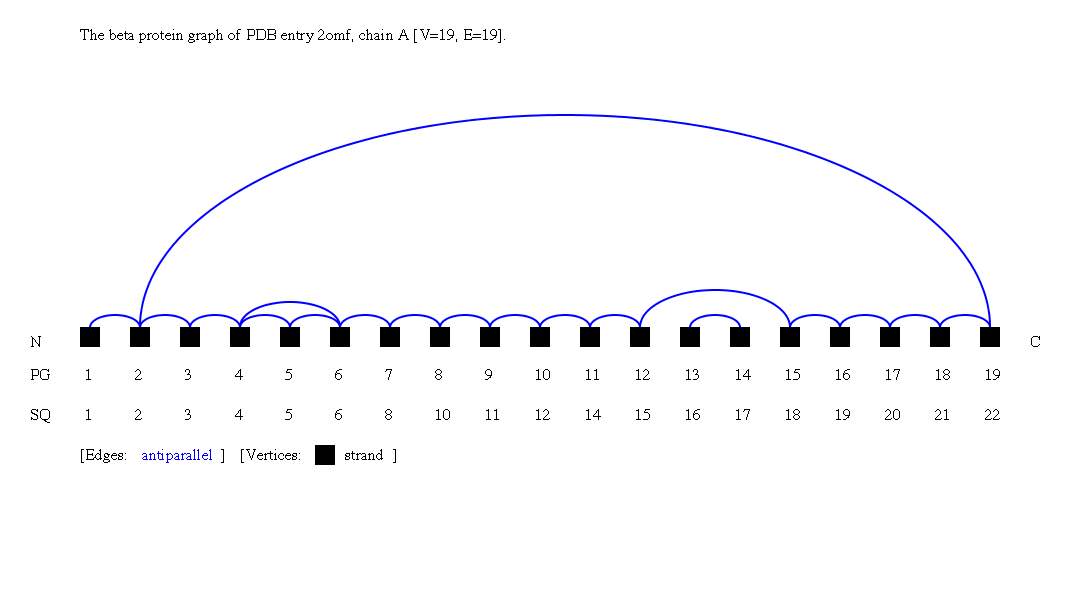 The beta protein graph of PDB entry 2omf, chain A [V=19, E=19].
N C
PG 1 2 3 4 5 6 7 8 9 10 11 12 13 14 15 16 17 18 19
SQ 1 2 3 4 5 6 8 10 11 12 14 15 16 17 18 19 20 21 22
[Edges: antiparallel ] [Vertices: strand ]